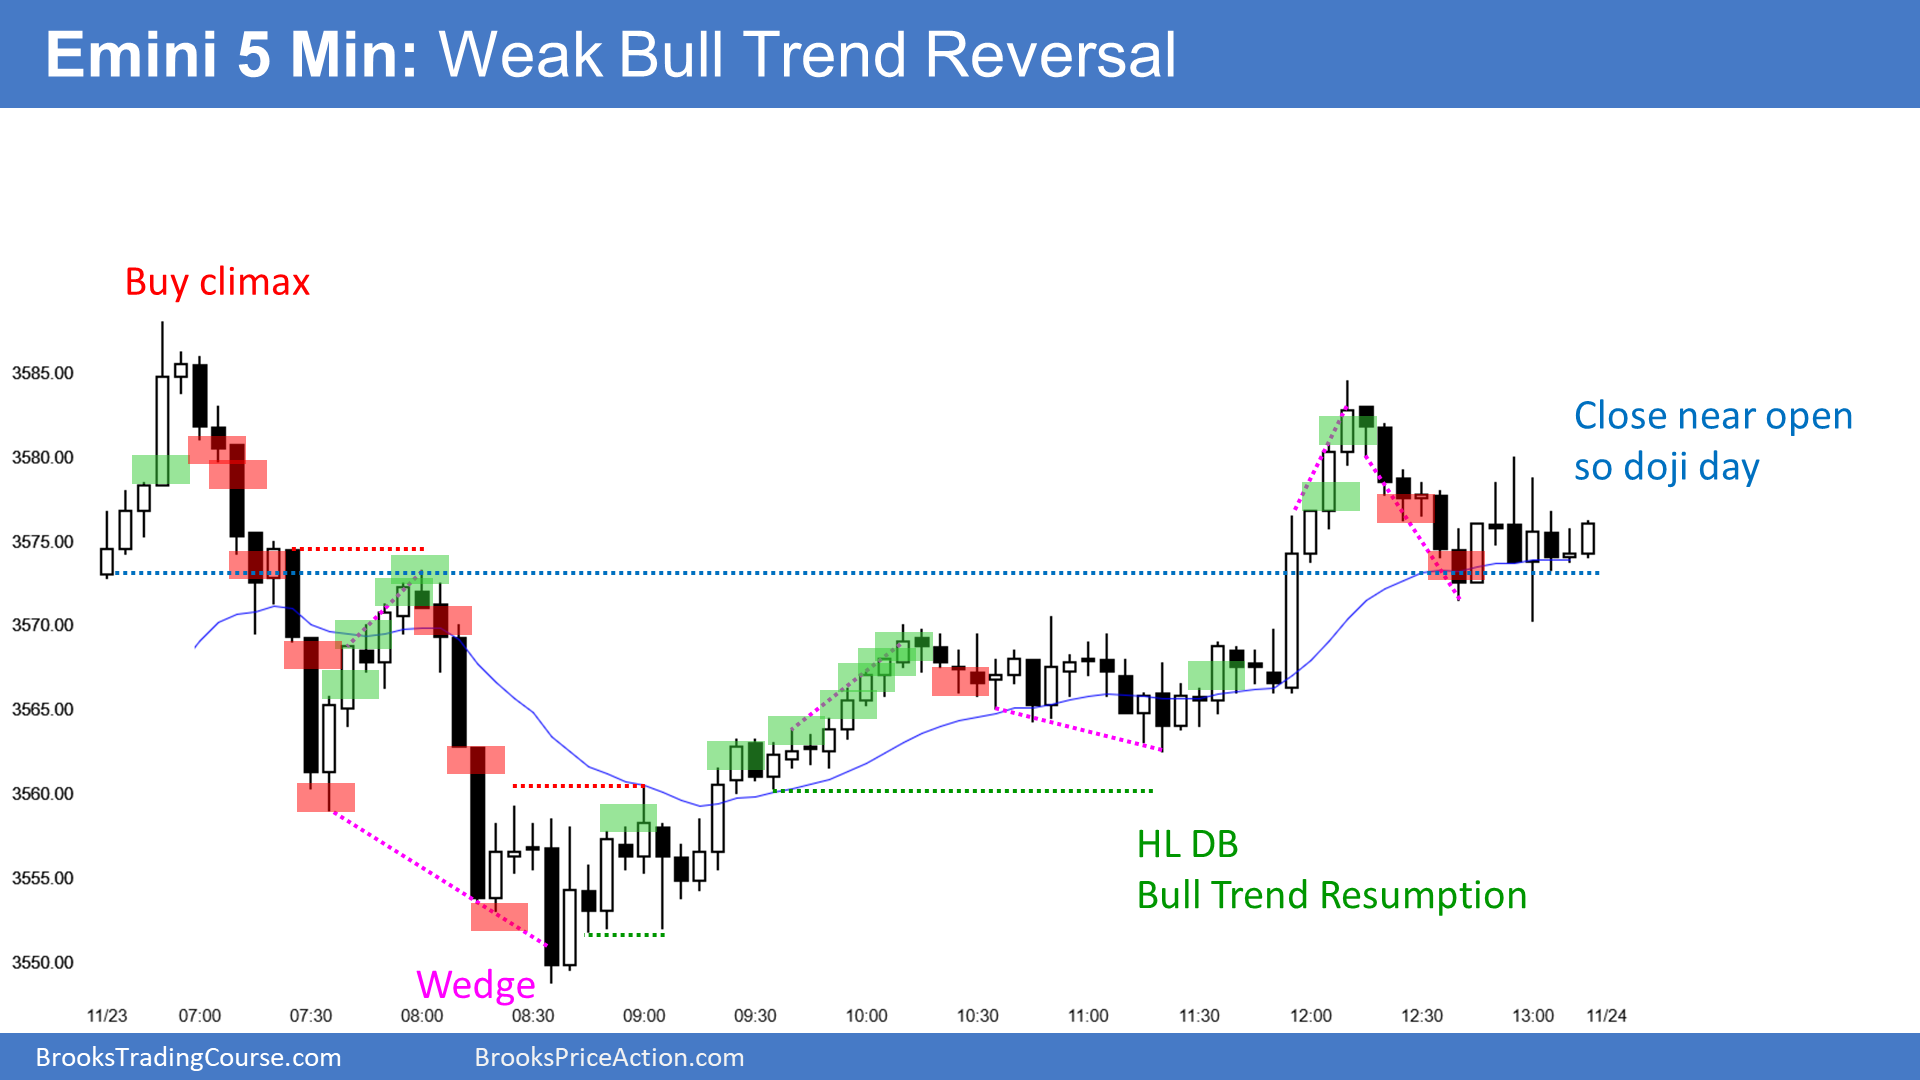 Emini 5 Min: Weak Bull Trend Reversal
Buy climax
3585.00
3580.00
3575.00
3570.00
3565.00
3560.00
3555.00
3550.00
Close near open
so doji day
HL DB
Bull Trend Resumption
Wedge
11/23 07:00 07:30 08:00 08:30 09:00 09:30 10:00 10:30 11:00 11:30 12:00 12:30 13:00 11/24
BrooksTradingCourse.com BrooksPriceAction.com